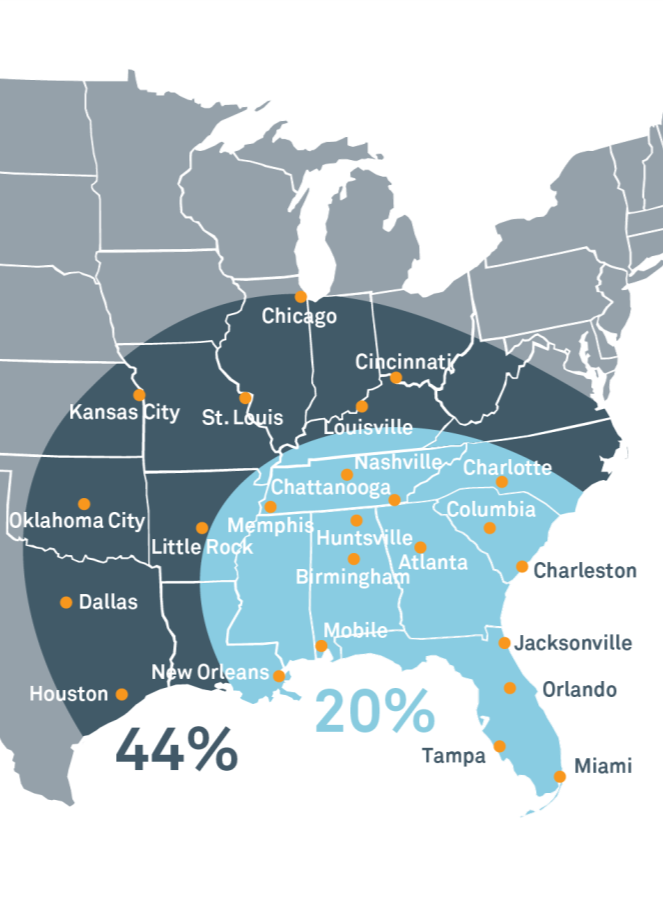 Chicago
Cincinnati
Kansas City
St. Louis
Louisville
Nashville
Charlotte
Chattanooga
Columbia
Oklahoma City
Memphis
Huntsville
Little Rock
Atlanta
Birmingham
Charleston
Dallas
Mobile
Jacksonville
New Orleans
Houston
Orlando
20%
44%
Tampa
Miami